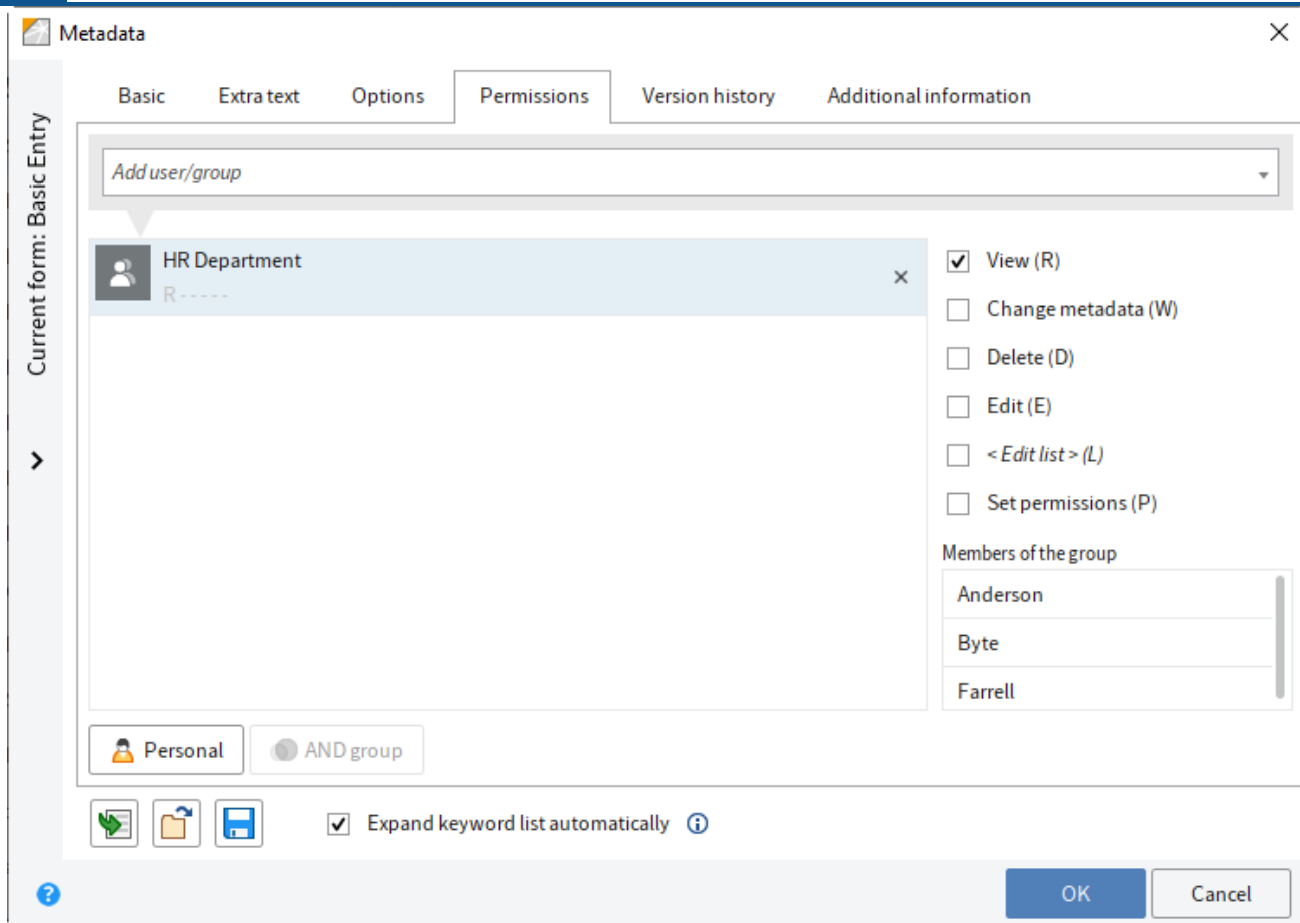 Metadata
Current form: Basic Entry
Basic Extra text Options Permissions Version history Additional information
Add user/group
HR Department
R - - - - -
View (R)
Change metadata (W)
Delete (D)
Edit (E)
< Edit list > (L)
Set permissions (P)
Members of the group
Anderson
Byte
Farrell
Personal AND group
Expand keyword list automatically
OK Cancel